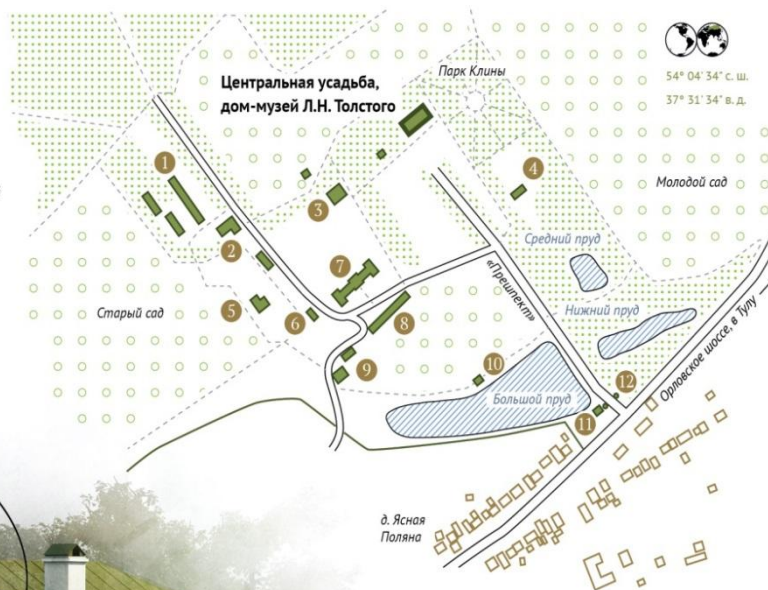 Центральная усадьба,
дом-музей Л.Н. Толстого
Парк Клины
54° 04' 34" с. ш.
37° 31' 34" в. д.
1
4
Молодой сад
3
2
Средний пруд
7
«Прешпект»
5
Старый сад
6
8
Нижний пруд
Орловское шоссе, в Тулу
9
10
12
Большой пруд
11
д. Ясная
Поляна